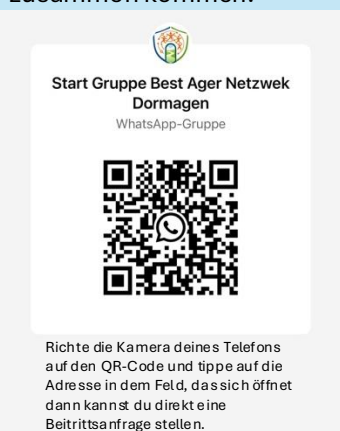 zusammen kommen.
Start Gruppe Best Ager Netzwek
Dormagen
WhatsApp-Gruppe
Richte die Kamera deines Telefons
auf den QR-Code und tippe auf die
Adresse in dem Feld, das sich öffnet
dann kannst du direkt eine
Beitrittsanfrage stellen.